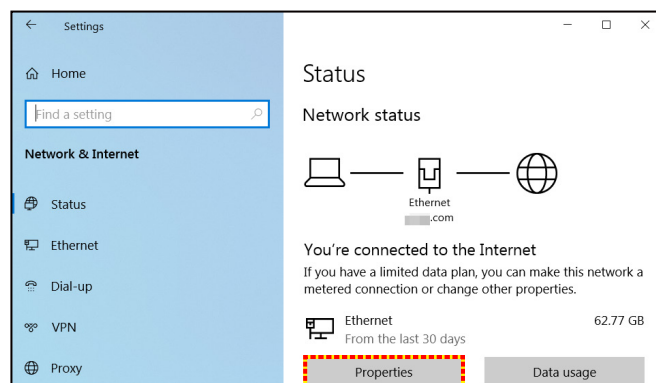 Settings
Home
Find a setting
Network & Internet
Status
Ethernet
Dial-up
VPN
Proxy
Status
Network status
Ethernet
.com
You're connected to the Internet
If you have a limited data plan, you can make this network a
metered connection or change other properties.
Ethernet 62.77 GB
From the last 30 days
Properties Data usage